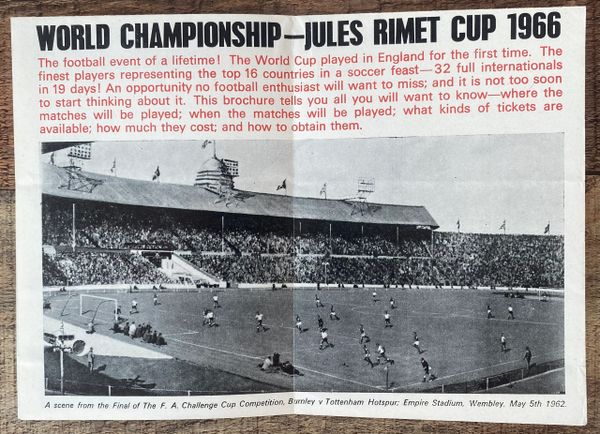 WORLD CHAMPIONSHIP—JULES RIMET CUP 1966
The football event of a lifetime! The World Cup played in England for the first time. The
finest players representing the top 16 countries in a soccer feast—32 full internationals
in 19 days! An opportunity no football enthusiast will want to miss; and it is not too soon
to start thinking about it. This brochure tells you all you will want to know—where the
matches will be played; when the matches will be played; what kinds of tickets are
available; how much they cost; and how to obtain them.
A scene from the Final of The F. A. Challenge Cup Competition, Burnley v Tottenham Hotspur; Empire Stadium, Wembley, May 5th 1962.